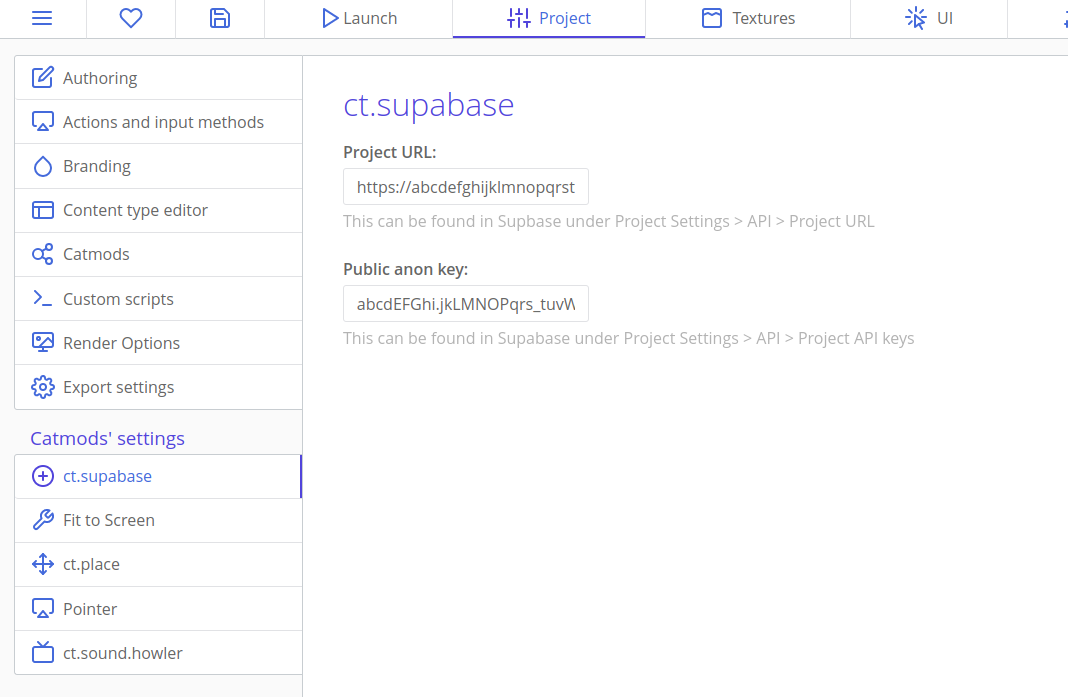 Launch
Project
Textures
UI
Authoring
Actions and input methods
Branding
Content type editor
Catmods
Custom scripts
Render Options
Export settings
Catmods' settings
ct.supabase
Fit to Screen
ct.place
Pointer
ct.sound.howler
ct.supabase
Project URL:
https://abcdefghijklmnopqrst
This can be found in Supbase under Project Settings > API > Project URL
Public anon key:
abcdEFGhi.jkLMNOPqrs_tuvW
This can be found in Supabase under Project Settings > API > Project API keys